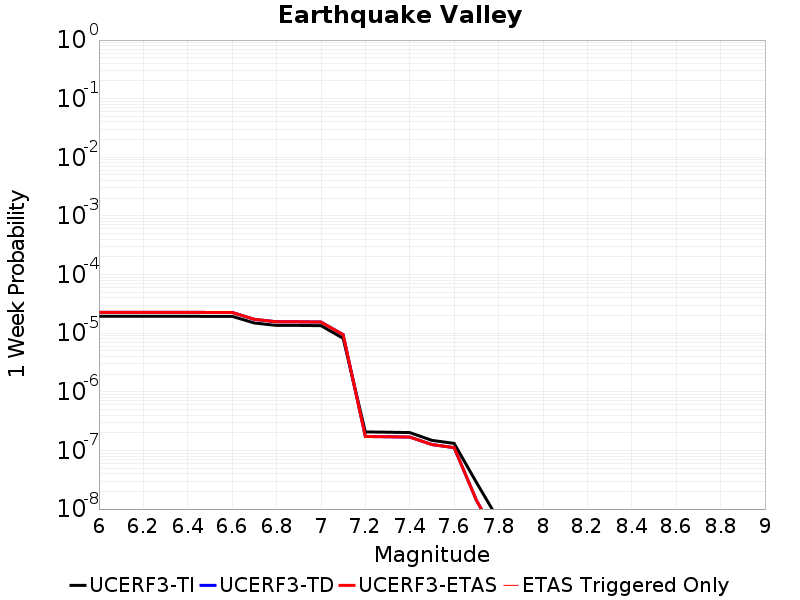 Earthquake Valley
1 Week Probability
10^0
10^-1
10^-2
10^-3
10^-4
10^-5
10^-6
10^-7
10^-8
6 6.2 6.4 6.6 6.8 7 7.2 7.4 7.6 7.8 8 8.2 8.4 8.6 8.8 9
Magnitude
UCERF3-TI UCERF3-TD UCERF3-ETAS ETAS Triggered Only